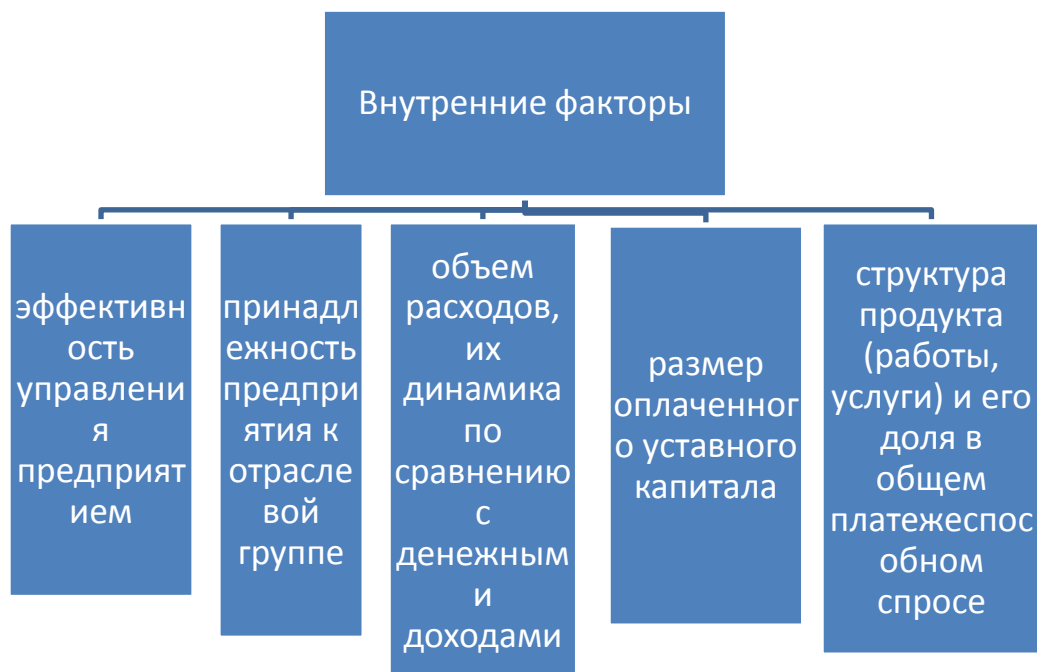 Внутренние факторы
эффективн
ость
управлени
я
предприят
ием
принадл
ежность
предпри
ятия к
отрасле
вой
группе
объем
расходов,
их
динамика
по
сравнению
с
денежным
и
доходами
размер
оплаченног
о уставного
капитала
структура
продукта
(работы,
услуги) и его
доля в
общем
платежеспос
обном
спросе